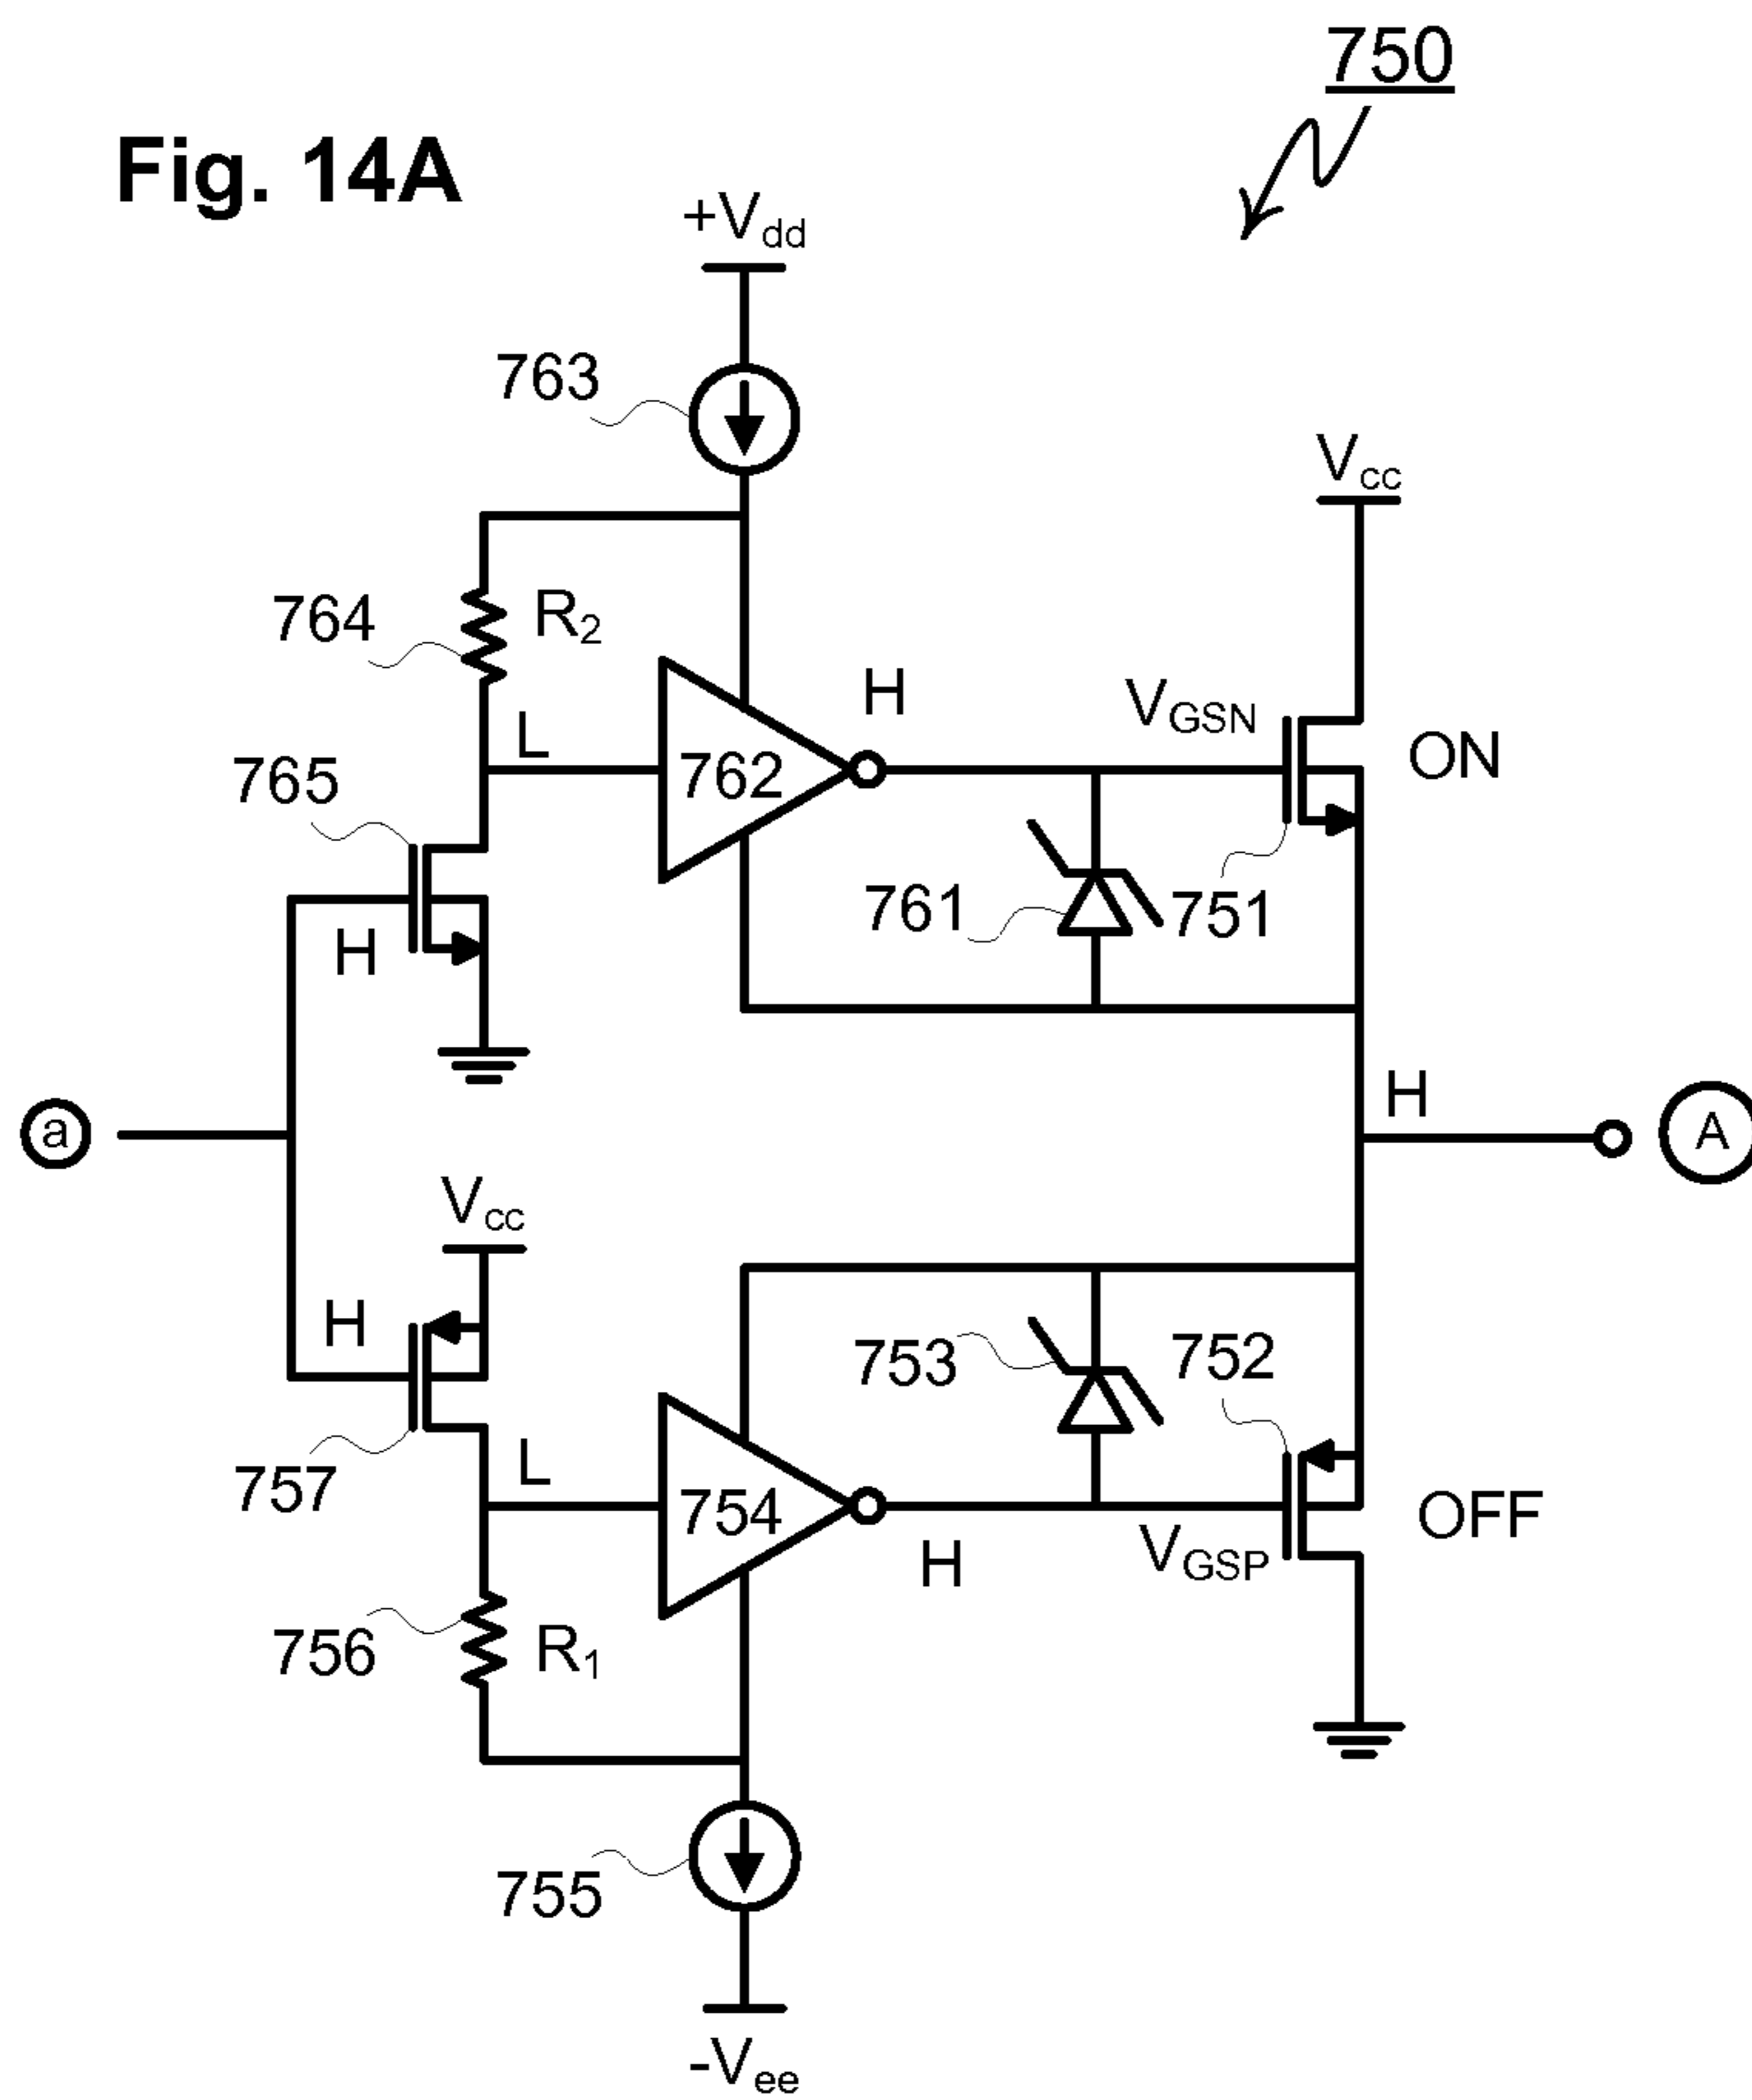 750
Fig. 14A
+Vdd
763
Vcc
764
R2
H
VGSN
L
762
ON
765
761
751
H
H
a
A
Vcc
H
753
752
L
757
754
OFF
H
VGSP
756
R1
755
-Vee